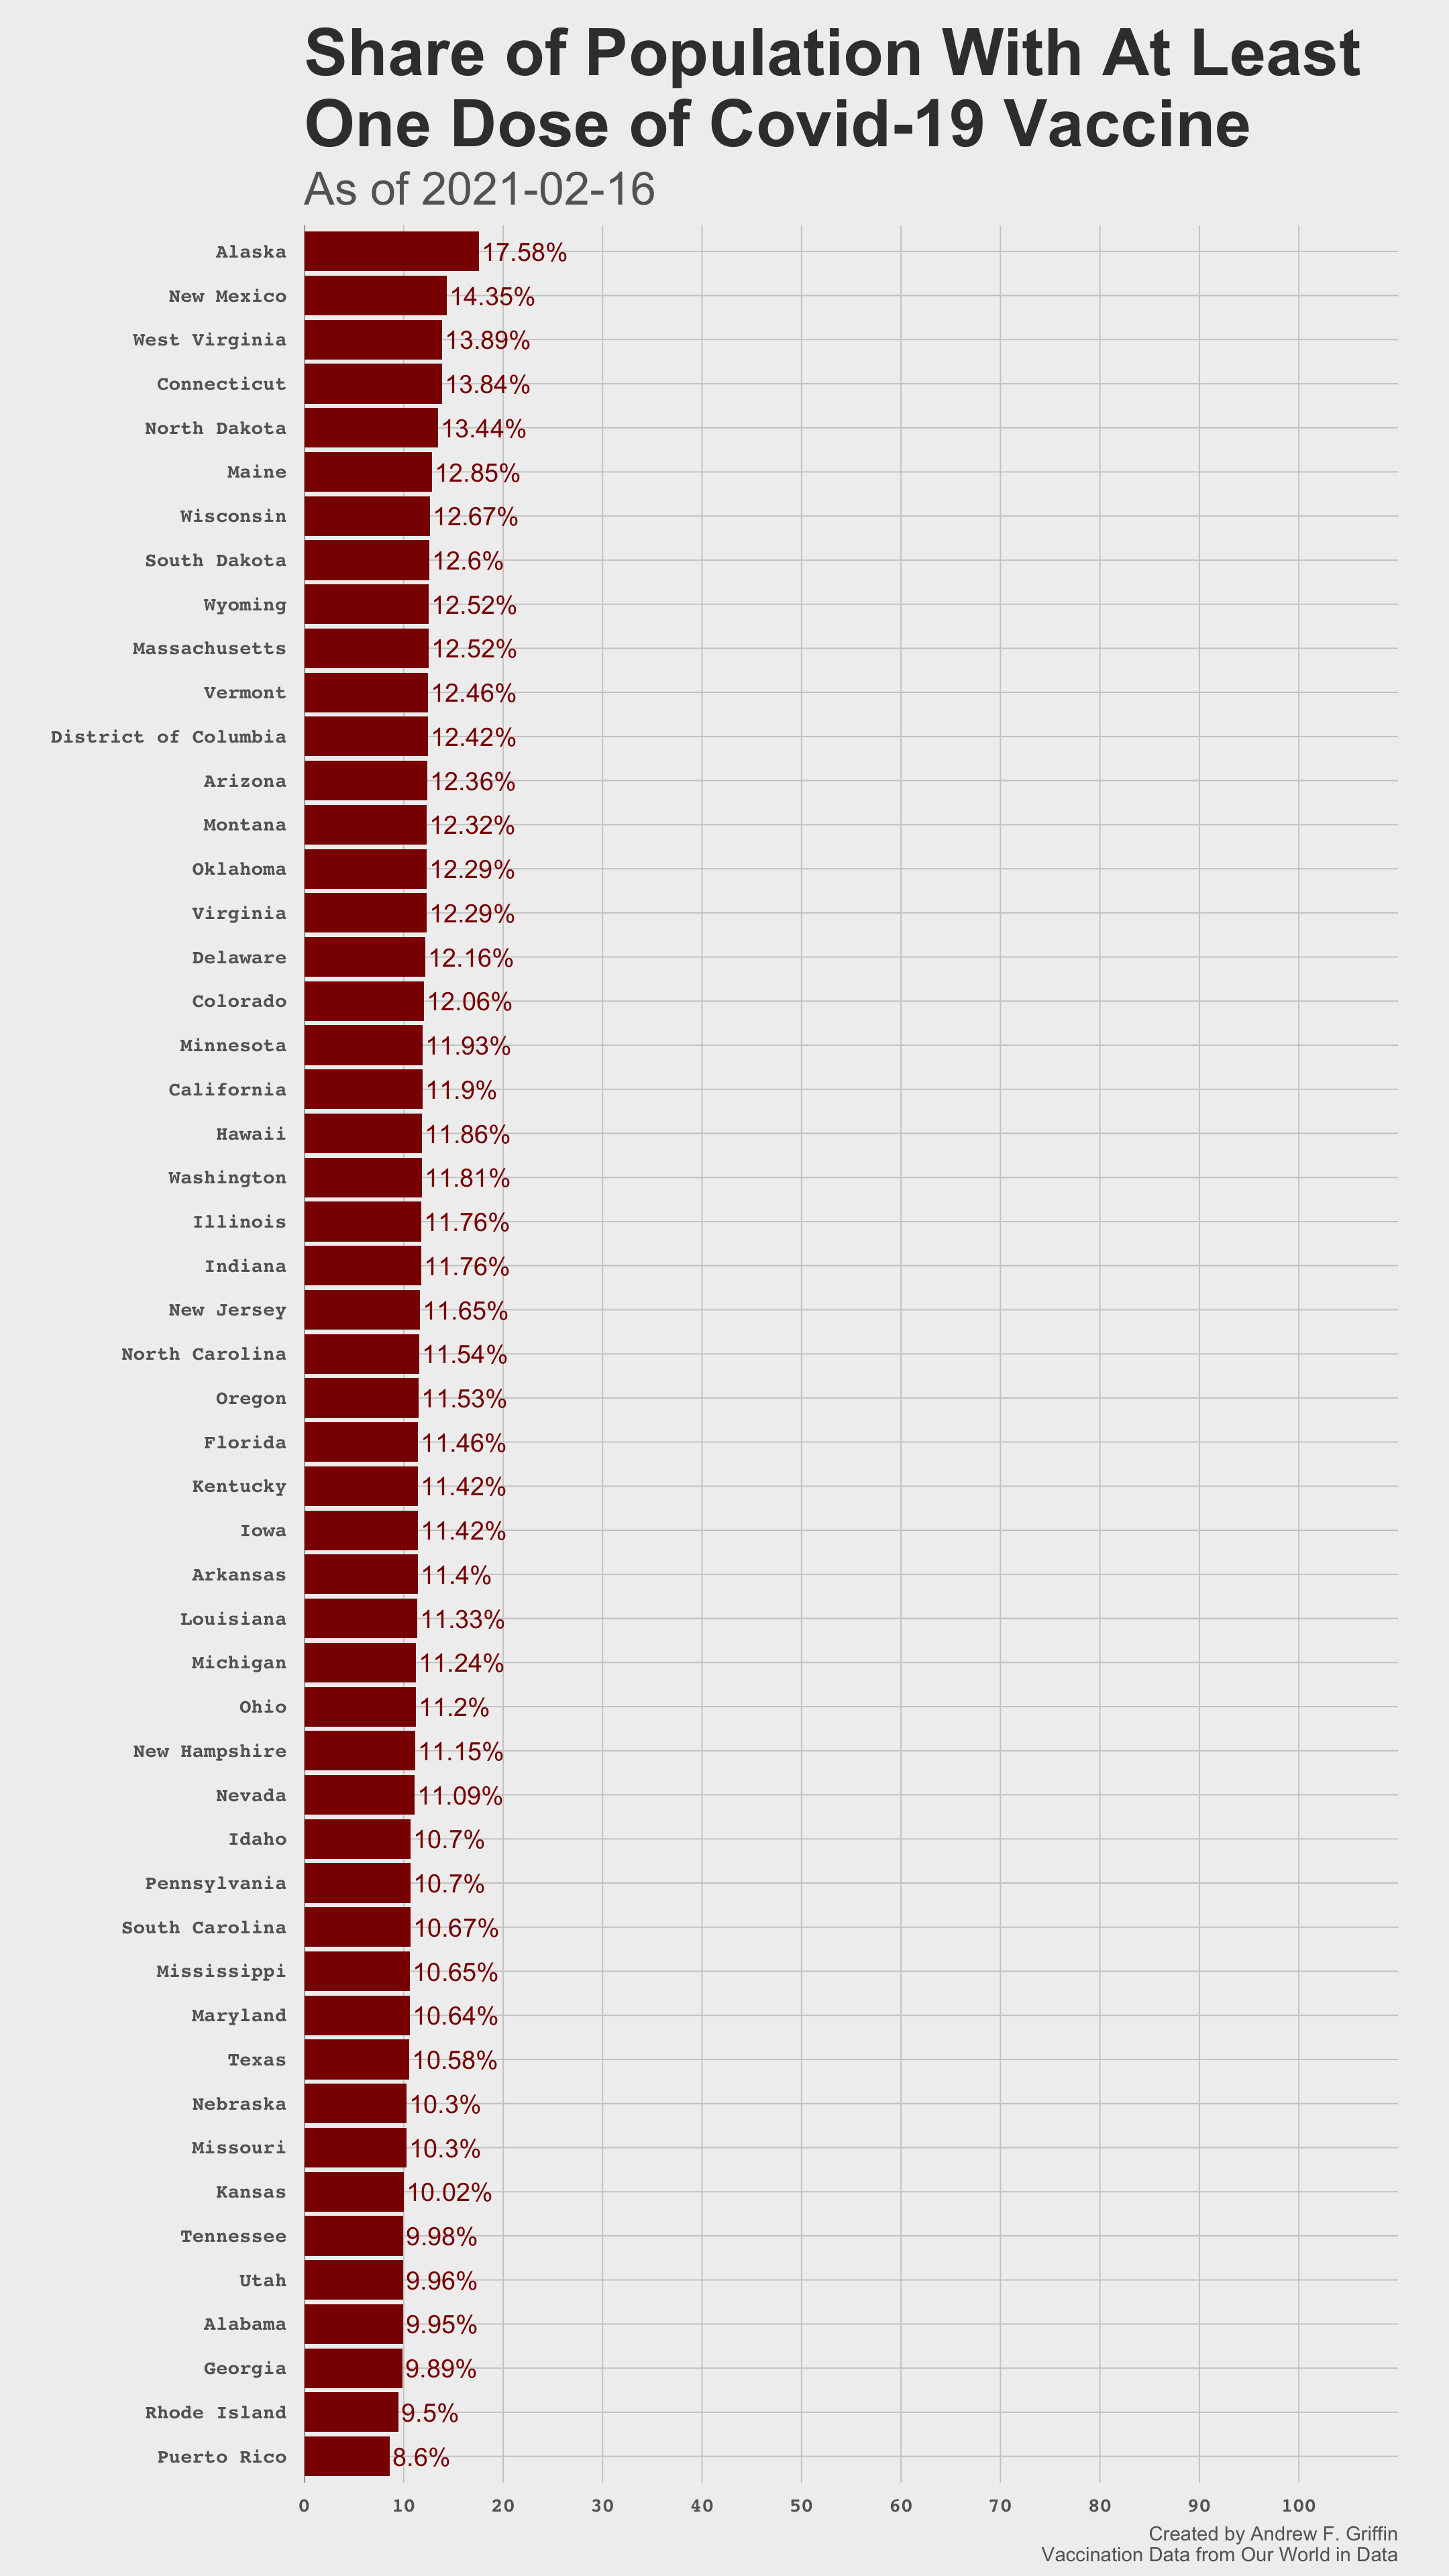 Share of Population With At Least
One Dose of Covid-19 Vaccine
As of 2021-02-16
Alaska 17.58%
New Mexico 14.35%
West Virginia 13.89%
Connecticut 13.84%
North Dakota 13.44%
Maine 12.85%
Wisconsin 12.67%
South Dakota 12.6%
Wyoming 12.52%
Massachusetts 12.52%
Vermont 12.46%
District of Columbia 12.42%
Arizona 12.36%
Montana 12.32%
Oklahoma 12.29%
Virginia 12.29%
Delaware 12.16%
Colorado 12.06%
Minnesota 11.93%
California 11.9%
Hawaii 11.86%
Washington 11.81%
Illinois 11.76%
Indiana 11.76%
New Jersey 11.65%
North Carolina 11.54%
Oregon 11.53%
Florida 11.46%
Kentucky 11.42%
Iowa 11.42%
Arkansas 11.4%
Louisiana 11.33%
Michigan 11.24%
Ohio 11.2%
New Hampshire 11.15%
Nevada 11.09%
Idaho 10.7%
Pennsylvania 10.7%
South Carolina 10.67%
Mississippi 10.65%
Maryland 10.64%
Texas 10.58%
Nebraska 10.3%
Missouri 10.3%
Kansas 10.02%
Tennessee 9.98%
Utah 9.96%
Alabama 9.95%
Georgia 9.89%
Rhode Island 9.5%
Puerto Rico 8.6%
0 10 20 30 40 50 60 70 80 90 100
Created by Andrew F. Griffin
Vaccination Data from Our World in Data